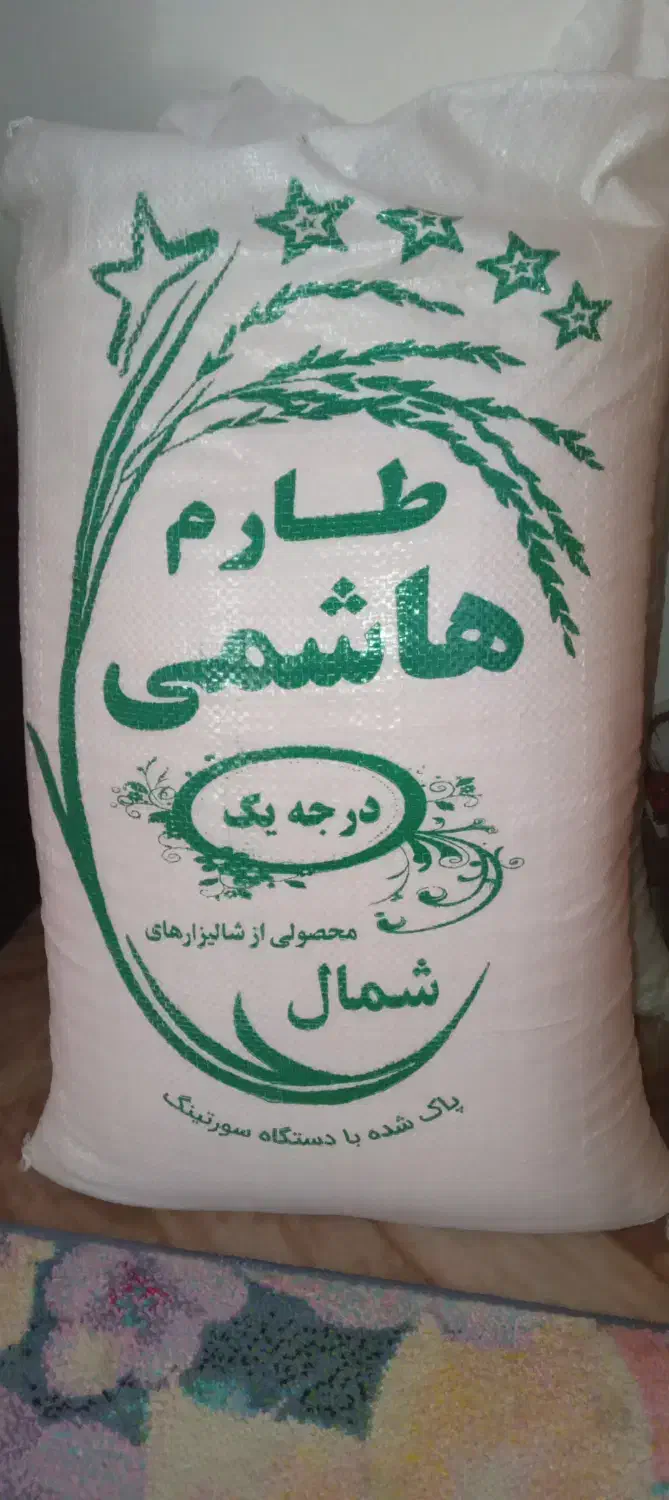 طارم
هاشمی
درجه یک
محصولی از شالیزارهای
شمال
پاک شده با دستگاه سورتینگ